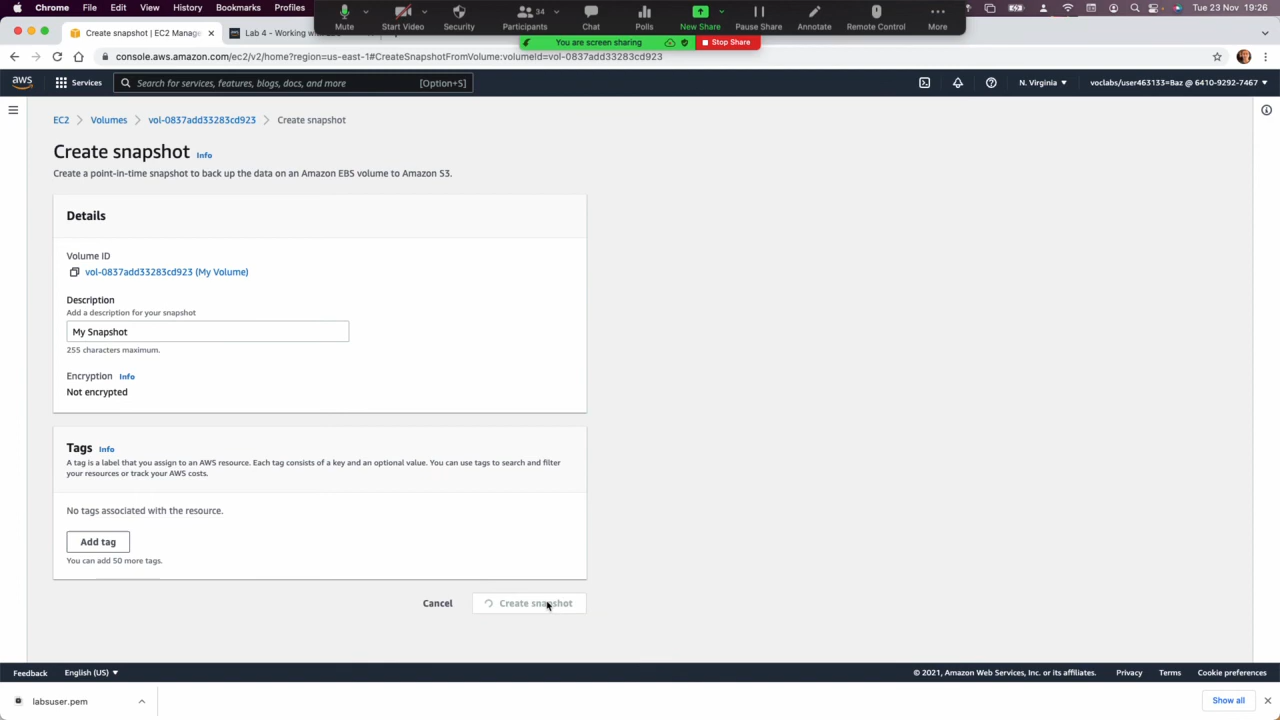 Chrome File Edit View History Bookmarks Profiles
Tue 23 Nov 19:26
Mute Start Video Security Participants 34 Chat Polls New Share Pause Share Annotate Remote Control More
You are screen sharing Stop Share
Create snapshot | EC2 Manag
Lab 4 - Working with
console.aws.amazon.com/ec2/v2/home?region=us-east-1#CreateSnapshotFromVolume:volumeId=vol-0837add33283cd923
aws Services Search for services, features, blogs, docs, and more [Option+S] N. Virginia voclabs/user463133=Baz @ 6410-9292-7467
EC2 Volumes vol-0837add33283cd923 Create snapshot
Create snapshot Info
Create a point-in-time snapshot to back up the data on an Amazon EBS volume to Amazon S3.
Details
Volume ID
vol-0837add33283cd923 (My Volume)
Description
Add a description for your snapshot
My Snapshot
255 characters maximum.
Encryption Info
Not encrypted
Tags Info
A tag is a label that you assign to an AWS resource. Each tag consists of a key and an optional value. You can use tags to search and filter
your resources or track your AWS costs.
No tags associated with the resource.
Add tag
You can add 50 more tags.
Cancel Create snapshot
Feedback English (US) © 2021, Amazon Web Services, Inc. or its affiliates. Privacy Terms Cookie preferences
labsuser.pem Show all